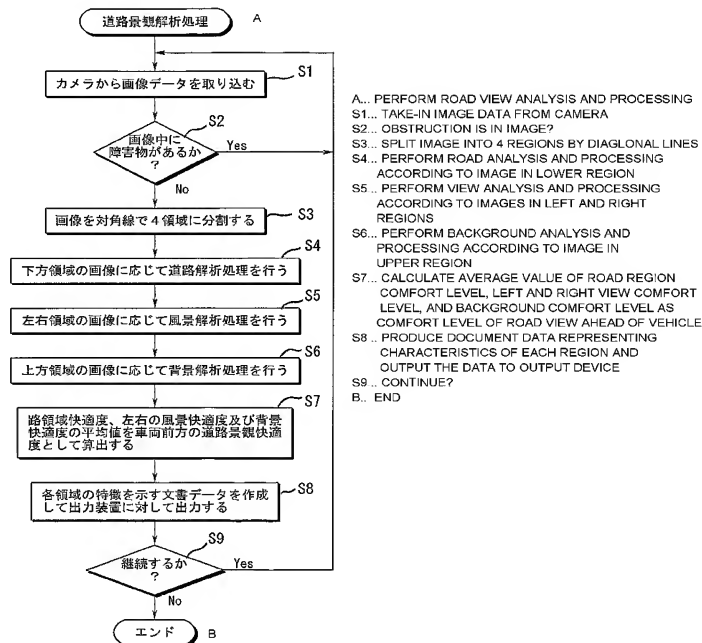 道路景観解析処理
A
カメラから画像データを取り込む
S1
画像中に
障害物があるか
?
S2
Yes
No
画像を対角線で4領域に分割する
S3
下方領域の画像に応じて道路解析処理を行う
S4
左右領域の画像に応じて風景解析処理を行う
S5
上方領域の画像に応じて背景解析処理を行う
S6
路領域快適度、左右の風景快適度及び背景
快適度の平均値を車両前方の道路景観快適
度として算出する
S7
各領域の特徴を示す文書データを作成
して出力装置に対して出力する
S8
継続するか
?
S9
Yes
No
エンド
B
A... PERFORM ROAD VIEW ANALYSIS AND PROCESSING
S1... TAKE-IN IMAGE DATA FROM CAMERA
S2... OBSTRUCTION IS IN IMAGE?
S3... SPLIT IMAGE INTO 4 REGIONS BY DIAGLONAL LINES
S4... PERFORM ROAD ANALYSIS AND PROCESSING
ACCORDING TO IMAGE IN LOWER REGION
S5... PERFORM VIEW ANALYSIS AND PROCESSING
ACCORDING TO IMAGES IN LEFT AND RIGHT
REGIONS
S6... PERFORM BACKGROUND ANALYSIS AND
PROCESSING ACCORDING TO IMAGE IN
UPPER REGION
S7... CALCULATE AVERAGE VALUE OF ROAD REGION
COMFORT LEVEL, LEFT AND RIGHT VIEW COMFORT
LEVEL, AND BACKGROUND COMFORT LEVEL AS
COMFORT LEVEL OF ROAD VIEW AHEAD OF VEHICLE
S8 .. PRODUCE DOCUMENT DATA REPRESENTING
CHARACTERISTICS OF EACH REGION AND
OUTPUT THE DATA TO OUTPUT DEVICE
S9 .. CONTINUE?
B.. END